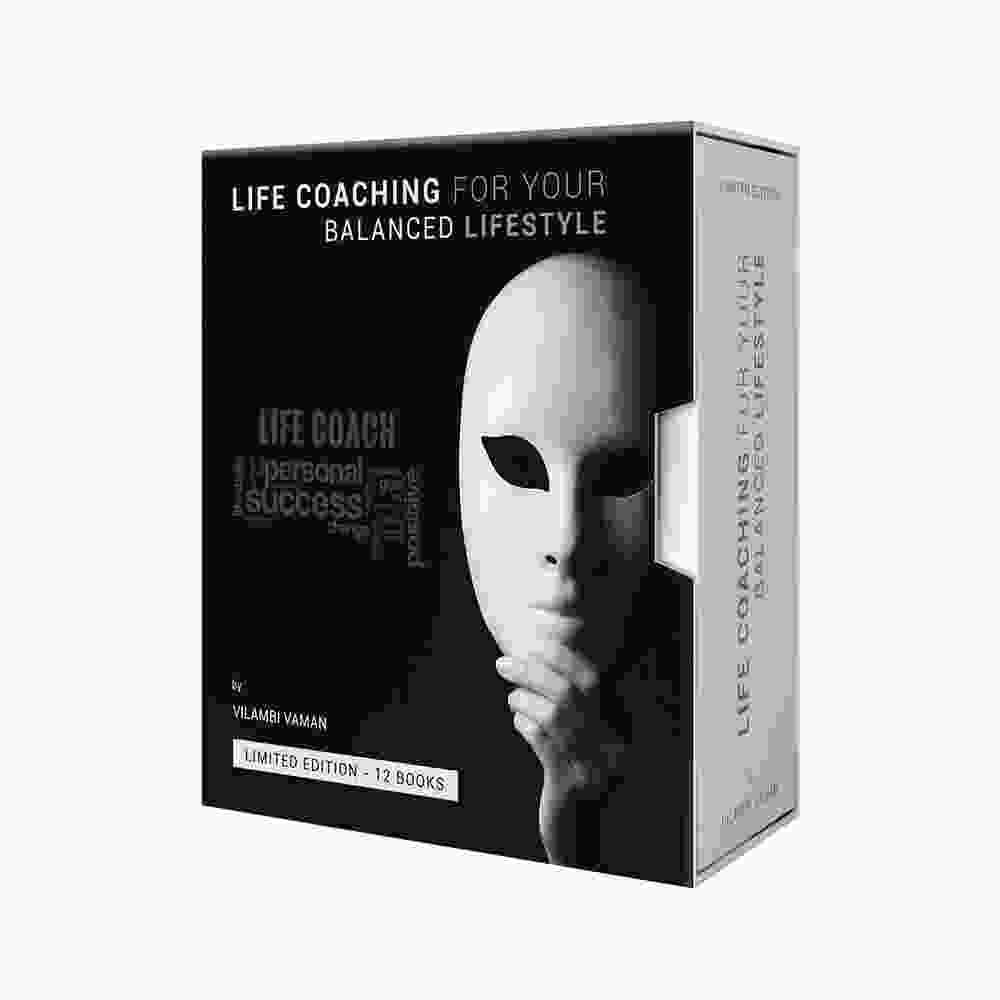 LIFE COACHING FOR YOUR
BALANCED LIFESTYLE
LIFE COACH
personal
success
things
positive
by
VILAMBI VAMAN
LIMITED EDITION - 12 BOOKS
LIMITED EDITION
LIFE COACHING FOR YOUR
BALANCED LIFESTYLE